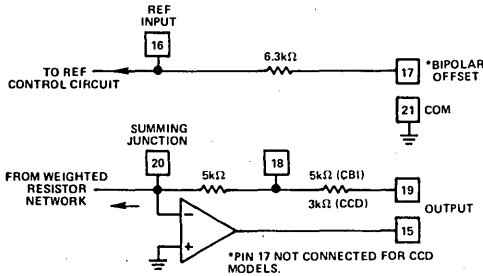 REF
INPUT
16
6.3kΩ
TO REF
CONTROL CIRCUIT
17
*BIPOLAR
OFFSET
21
COM
SUMMING
JUNCTION
20
18
FROM WEIGHTED
RESISTOR
NETWORK
5kΩ
5kΩ (CBI)
3kΩ (CCD)
19
OUTPUT
15
−
+
*PIN 17 NOT CONNECTED FOR CCD
MODELS.